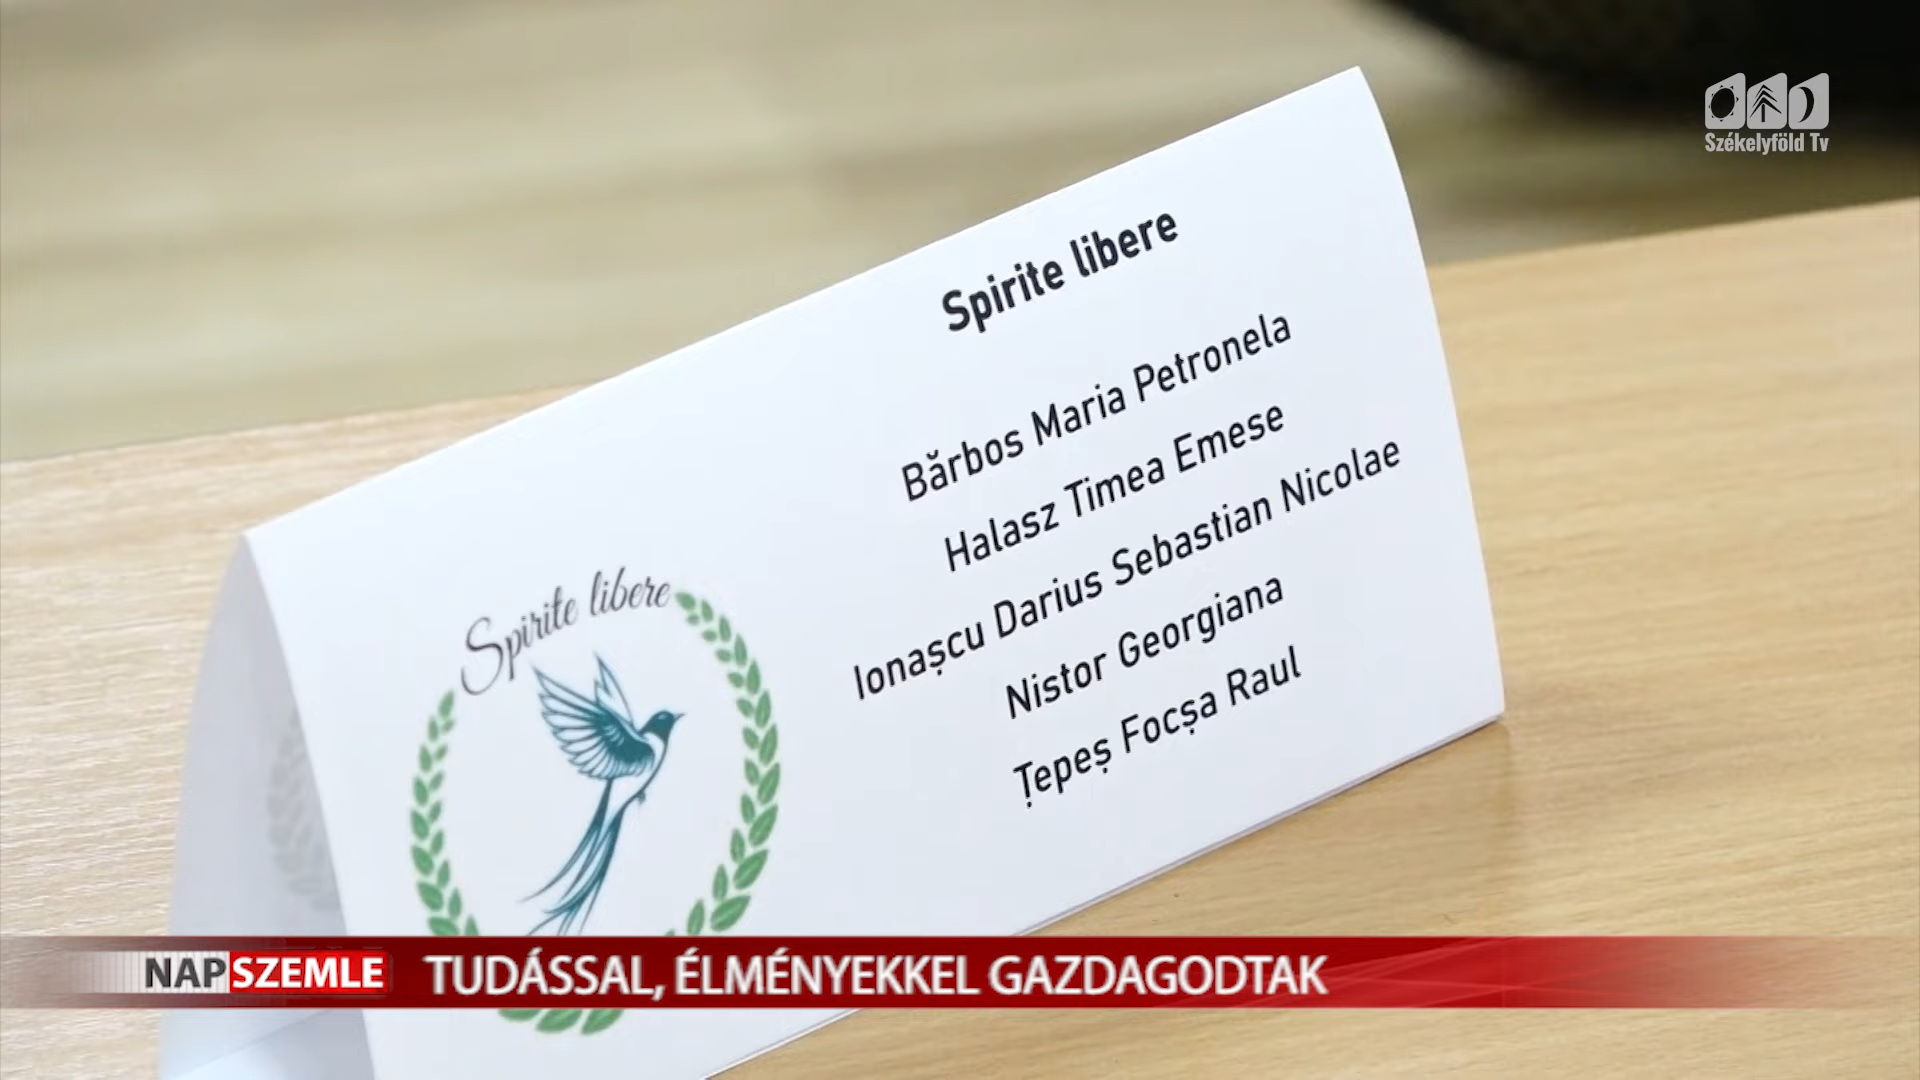 Székelyföld Tv
Spirite libere
Bărbos Maria Petronela
Halasz Timea Emese
Ionașcu Darius Sebastian Nicolae
Nistor Georgiana
Țepeș Focșa Raul
Spirite libere
NAPSZEMLE TUDÁSSAL, ÉLMÉNYEKKEL GAZDAGODTAK